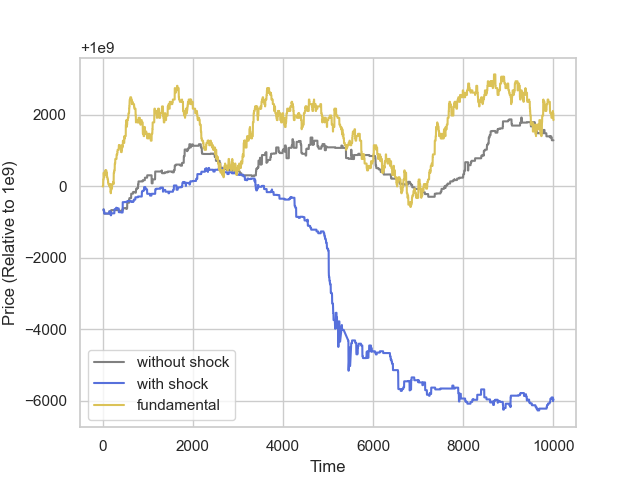 +1e9
2000
0
−2000
−4000
−6000
Price (Relative to 1e9)
without shock
with shock
fundamental
0
2000
4000
6000
8000
10000
Time